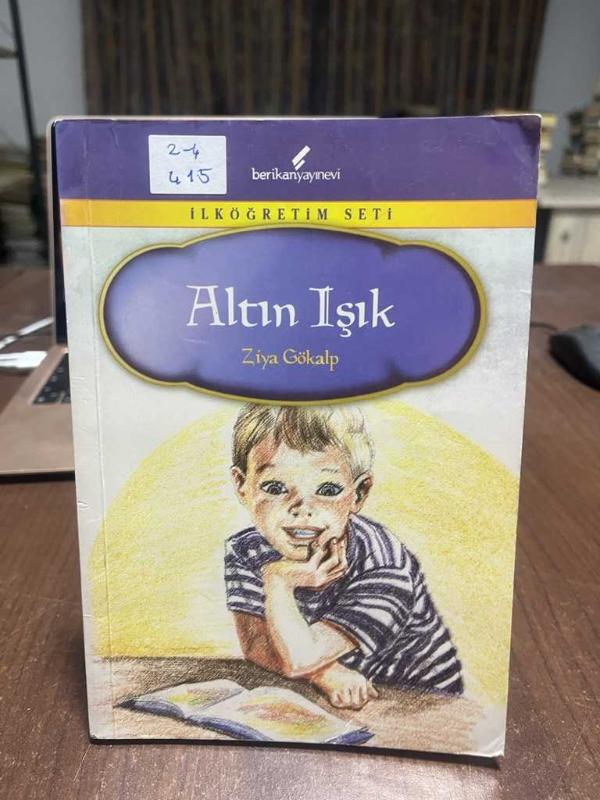 2-4
415
berikanyayınevi
İLKÖĞRETİM SETİ
Altın Işık
Ziya Gökalp